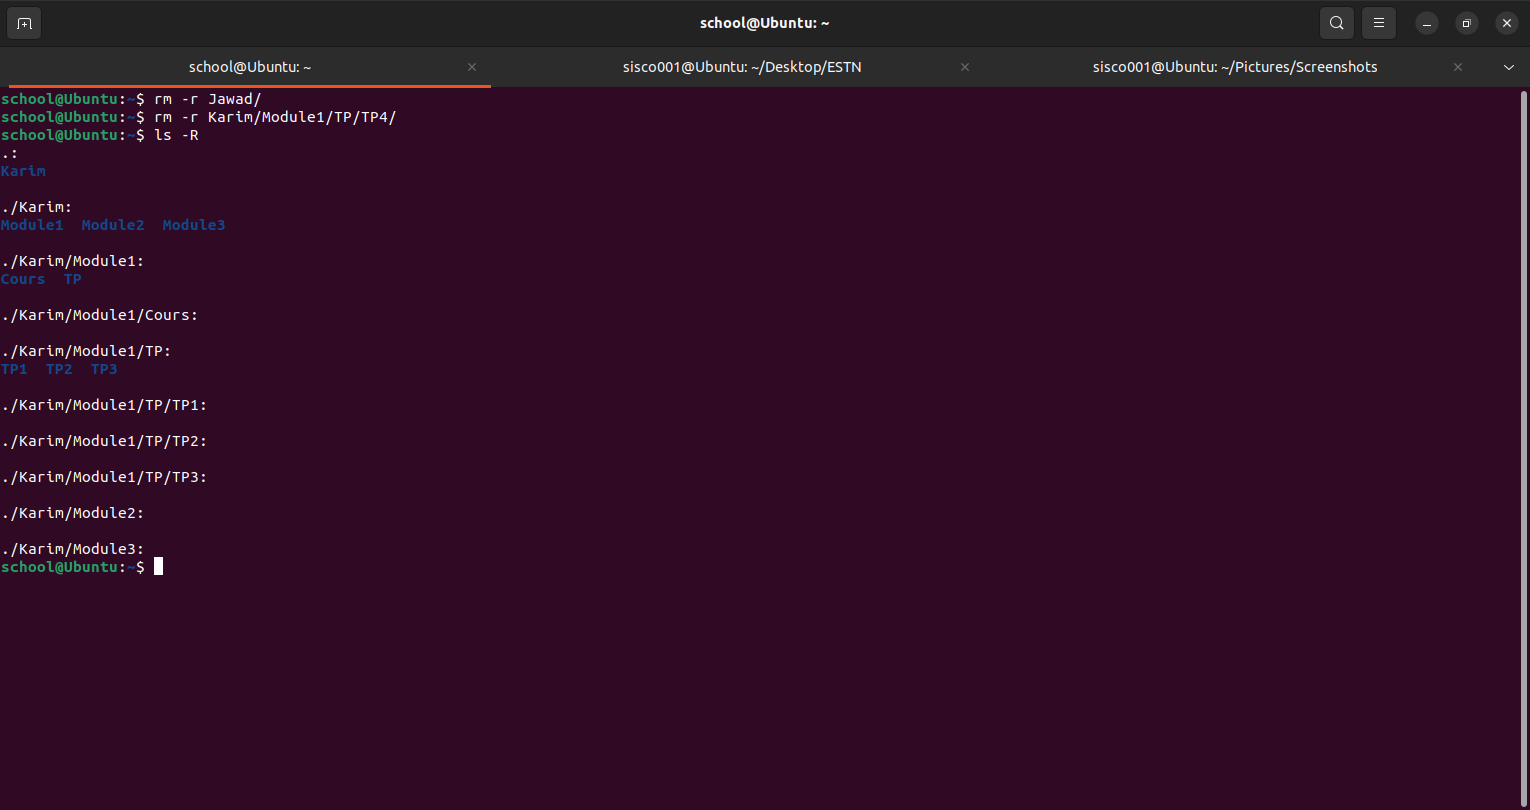 school@Ubuntu: ~
school@Ubuntu: ~
sisco001@Ubuntu: ~/Desktop/ESTN
sisco001@Ubuntu: ~/Pictures/Screenshots
school@Ubuntu:~$ rm -r Jawad/
school@Ubuntu:~$ rm -r Karim/Module1/TP/TP4/
school@Ubuntu:~$ ls -R
.:
Karim
./Karim:
Module1  Module2  Module3
./Karim/Module1:
Cours  TP
./Karim/Module1/Cours:
./Karim/Module1/TP:
TP1  TP2  TP3
./Karim/Module1/TP/TP1:
./Karim/Module1/TP/TP2:
./Karim/Module1/TP/TP3:
./Karim/Module2:
./Karim/Module3:
school@Ubuntu:~$